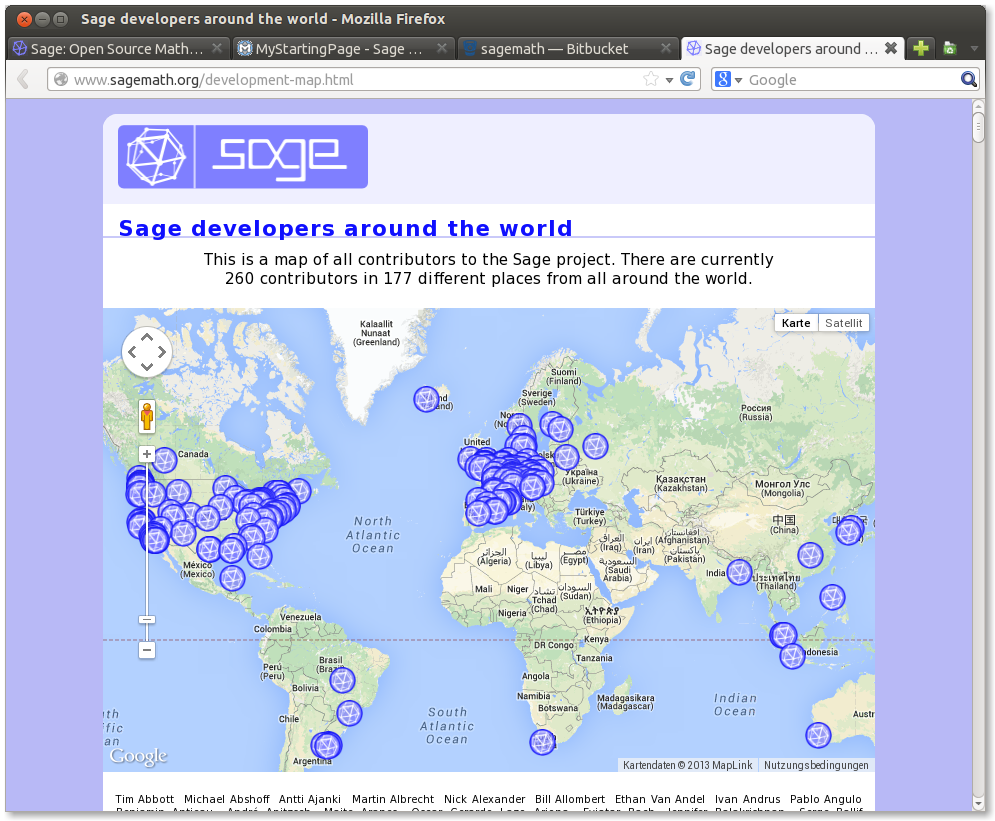 Sage developers around the world - Mozilla Firefox
Sage: Open Source Math… MyStartingPage - Sage … sagemath — Bitbucket Sage developers around …
www.sagemath.org/development-map.html Google
sage
Sage developers around the world
This is a map of all contributors to the Sage project. There are currently
260 contributors in 177 different places from all around the world.
Karte Satellit
Kalaallit
Nunaat
(Greenland)
Suomi
(Finland)
Sverige
(Sweden)
Россия
(Russia)
United
Canada
Україна
(Ukraine)
Қазақстан
(Kazakhstan)
Монгол Улс
(Mongolia)
North
Atlantic
Ocean
Türkiye
(Turkey)
中国
(China)
العراق
(Iraq)
ایران
(Iran)
افغانستان
(Afghanistan)
پاکستان
(Pakistan)
الجزائر
(Algeria)
ليبيا
(Libya)
مصر
(Egypt)
السعودية
(Saudi
Arabia)
México
(Mexico)
India
ประเทศไทย
(Thailand)
Mali
Niger
تشاد
(Chad)
السودان
(Sudan)
Nigeria
ኢትዮጵያ
(Ethiopia)
Venezuela
Colombia
DR Congo
Kenya
Tanzania
Perú
(Peru)
Brasil
Bolivia
Angola
Namibia
Botswana
Madagasikara
(Madagascar)
Indian
Ocean
South
Atlantic
Ocean
Chile
Argentina
Google
Kartendaten © 2013 MapLink Nutzungsbedingungen
Tim Abbott Michael Abshoff Antti Ajanki Martin Albrecht Nick Alexander Bill Allombert Ethan Van Andel Ivan Andrus Pablo Angulo